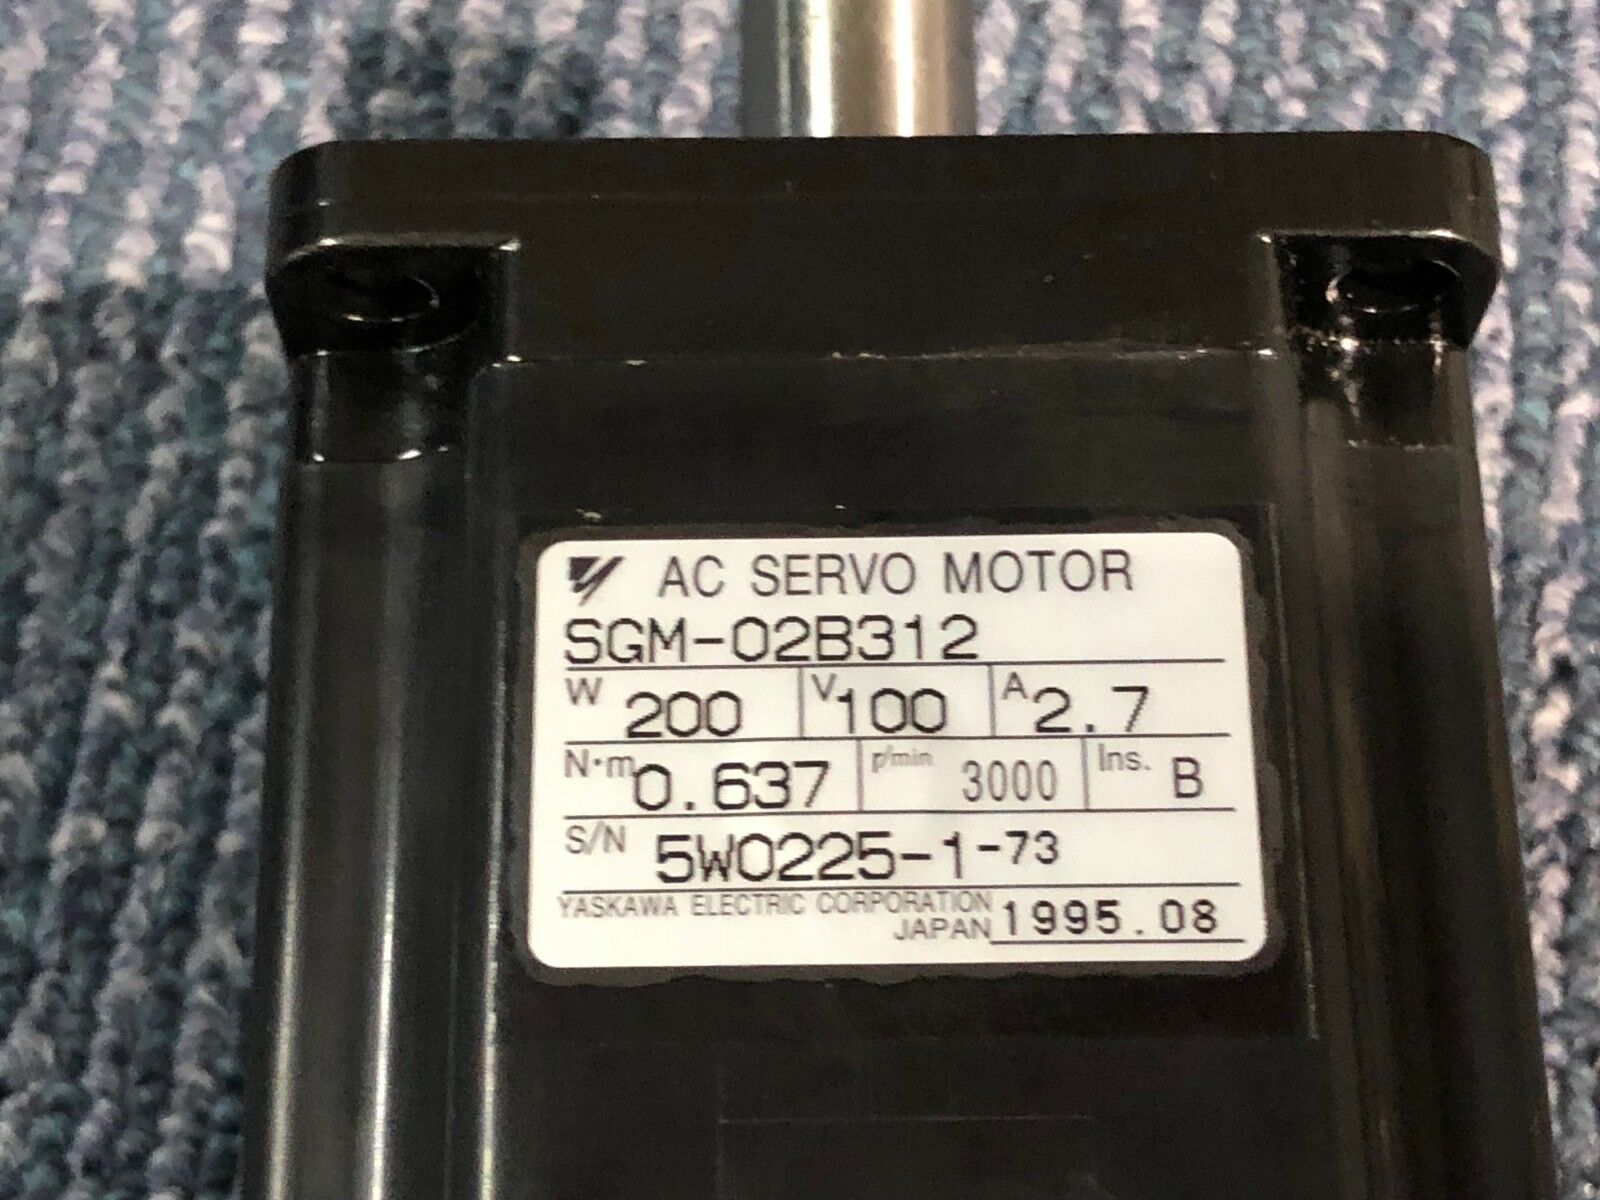 AC SERVO MOTOR
SGM-02B312
W 200 V 100 A 2.7
N·m 0.637 r/min 3000 Ins. B
S/N 5W0225-1-73
YASKAWA ELECTRIC CORPORATION
JAPAN 1995.08